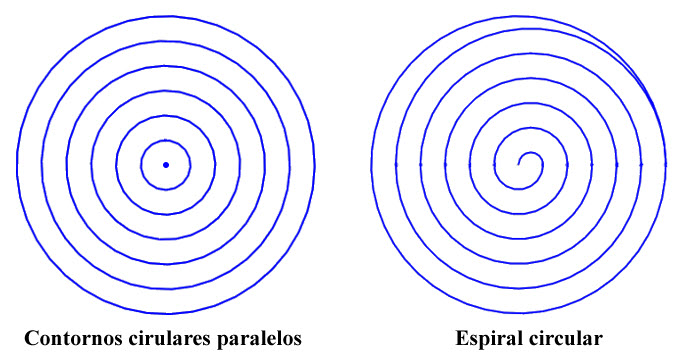 Contornos cirulares paralelos
Espiral circular